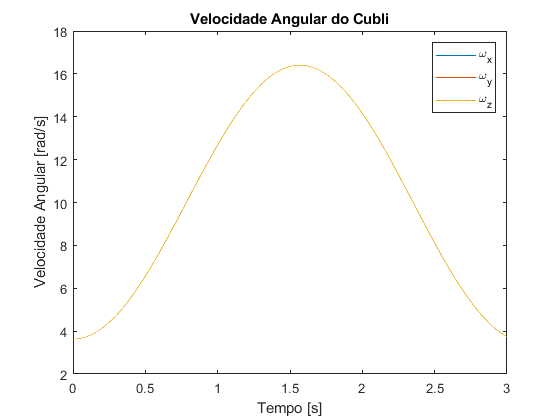 Velocidade Angular do Cubli
18
16
14
12
10
8
6
4
2
Velocidade Angular [rad/s]
ωx
ωy
ωz
0 0.5 1 1.5 2 2.5 3
Tempo [s]